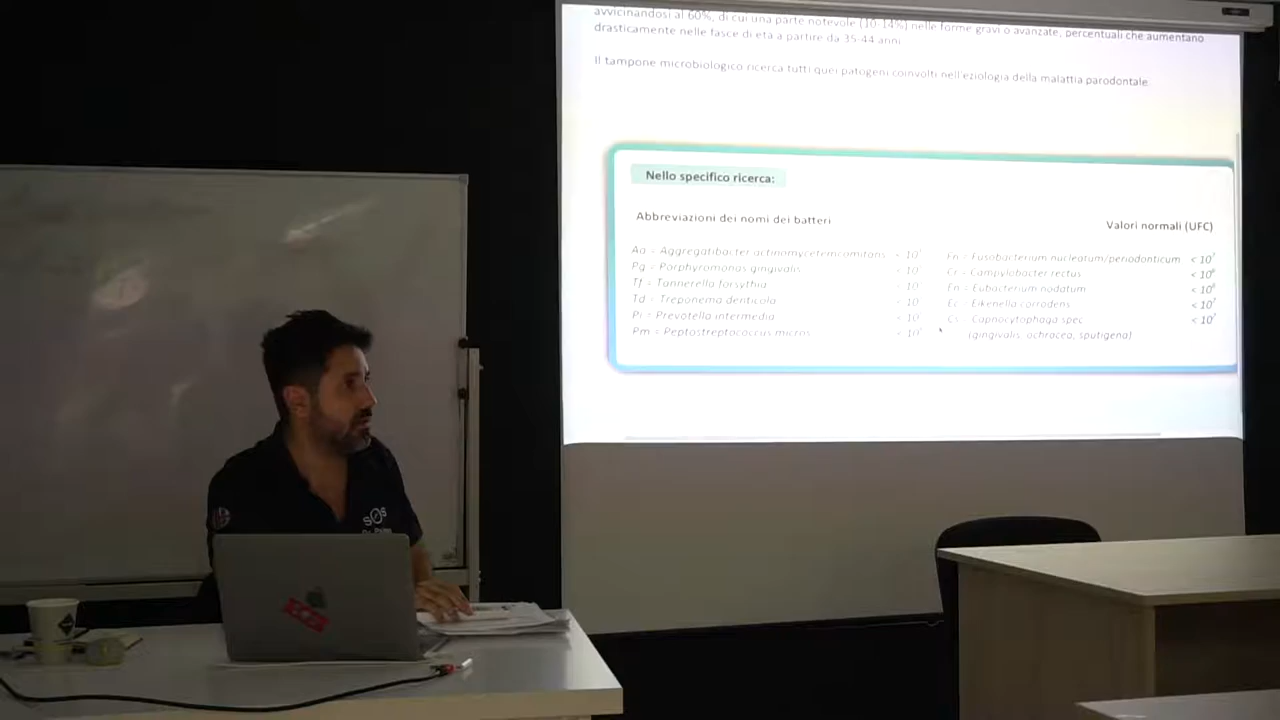 avvicinandosi al 60%, di cui una parte notevole (10-14%) nelle forme gravi o avanzate, percentuali che aumentano
drasticamente nelle fasce di età a partire da 35-44 anni.
Il tampone microbiologico ricerca tutti quei patogeni coinvolti nell'eziologia della malattia parodontale.
Nello specifico ricerca:
Abbreviazioni dei nomi dei batteri
Valori normali (UFC)
Aa = Aggregatibacter actinomycetemcomitans
Pg = Porphyromonas gingivalis
Tf = Tannerella forsythia
Td = Treponema denticola
Pi = Prevotella intermedia
Pm = Peptostreptococcus micros
Fn = Fusobacterium nucleatum/periodonticum
Cr = Campylobacter rectus
En = Eubacterium nodatum
Ec = Eikenella corrodens
Cs = Capnocytophaga spec
(gingivalis, ochracea, sputigena)
SOS